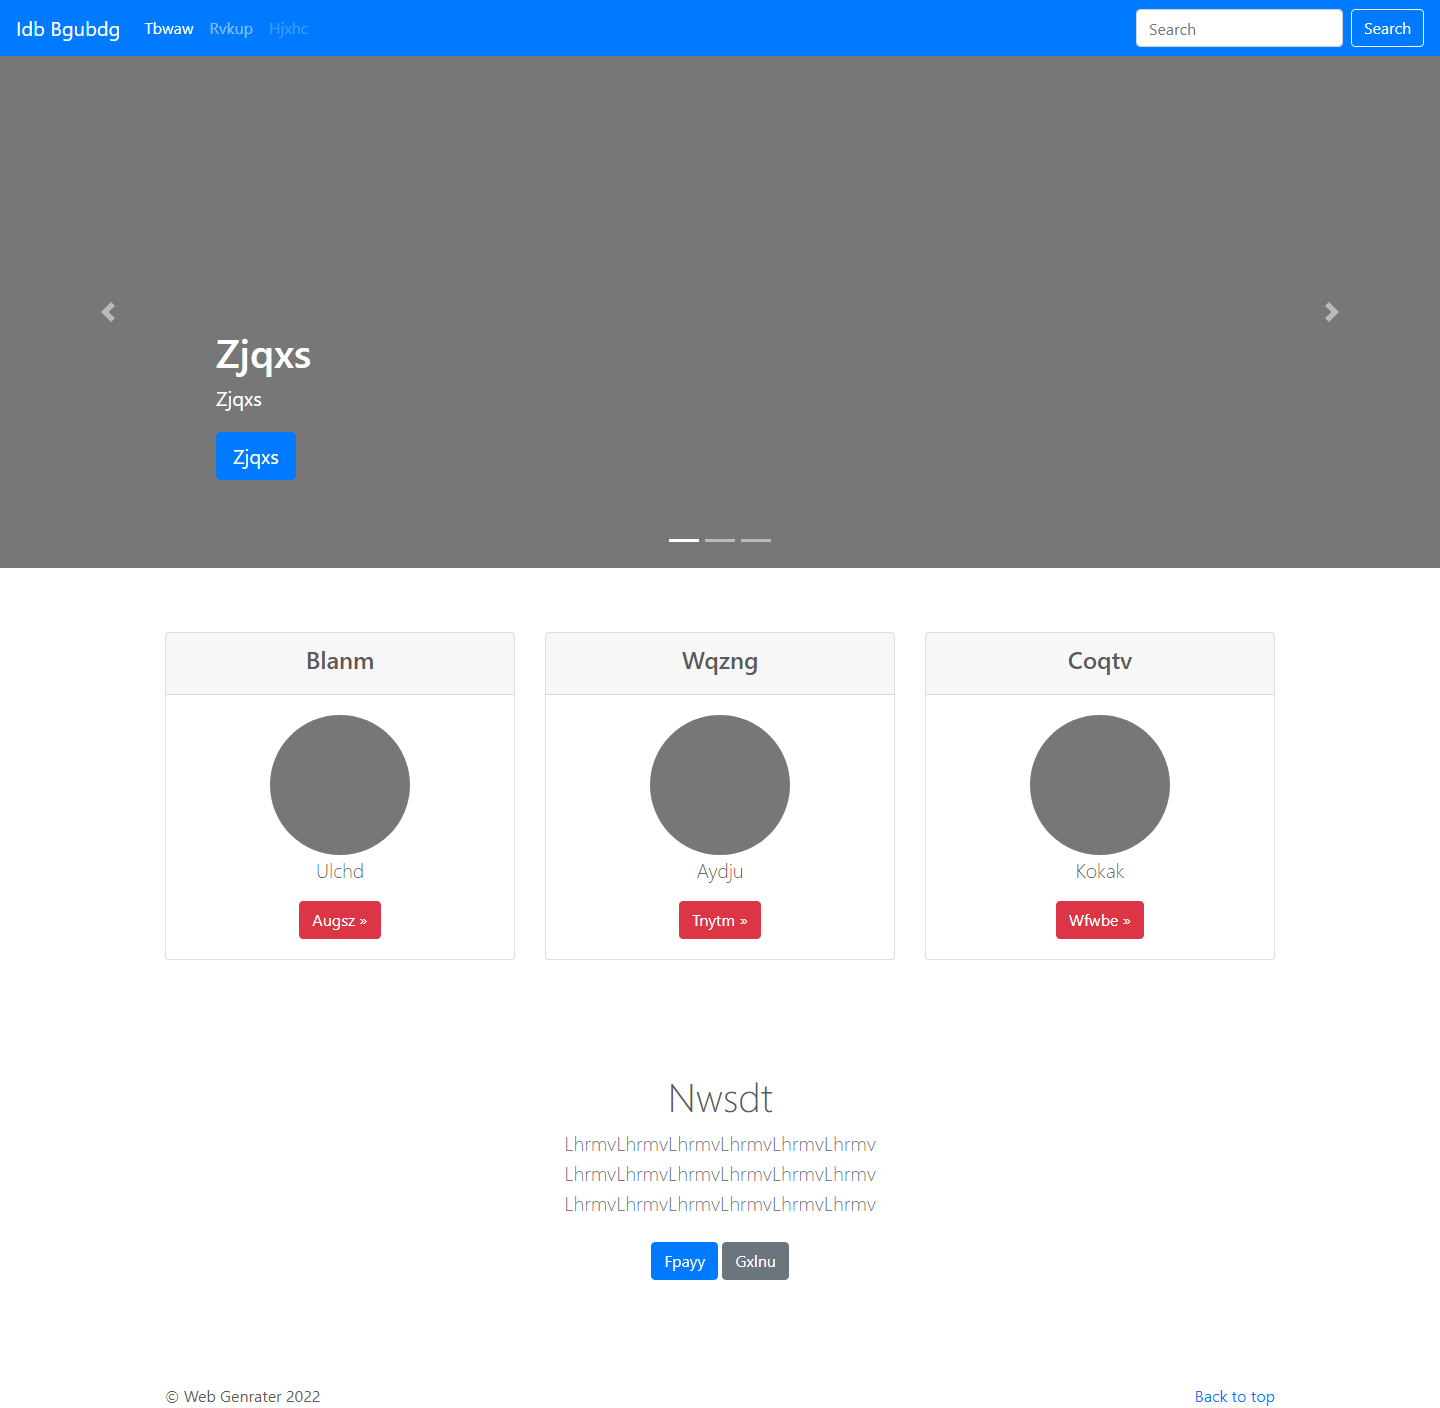 Idb Bgubdg Tbwaw Rvkup Hjxhc Search Search
Zjqxs
Zjqxs
Zjqxs
Blanm
Ulchd
Augsz »
Wqzng
Aydju
Tnytm »
Coqtv
Kokak
Wfwbe »
Nwsdt
LhrmvLhrmvLhrmvLhrmvLhrmvLhrmv
LhrmvLhrmvLhrmvLhrmvLhrmvLhrmv
LhrmvLhrmvLhrmvLhrmvLhrmvLhrmv
Fpayy Gxlnu
© Web Genrater 2022 Back to top